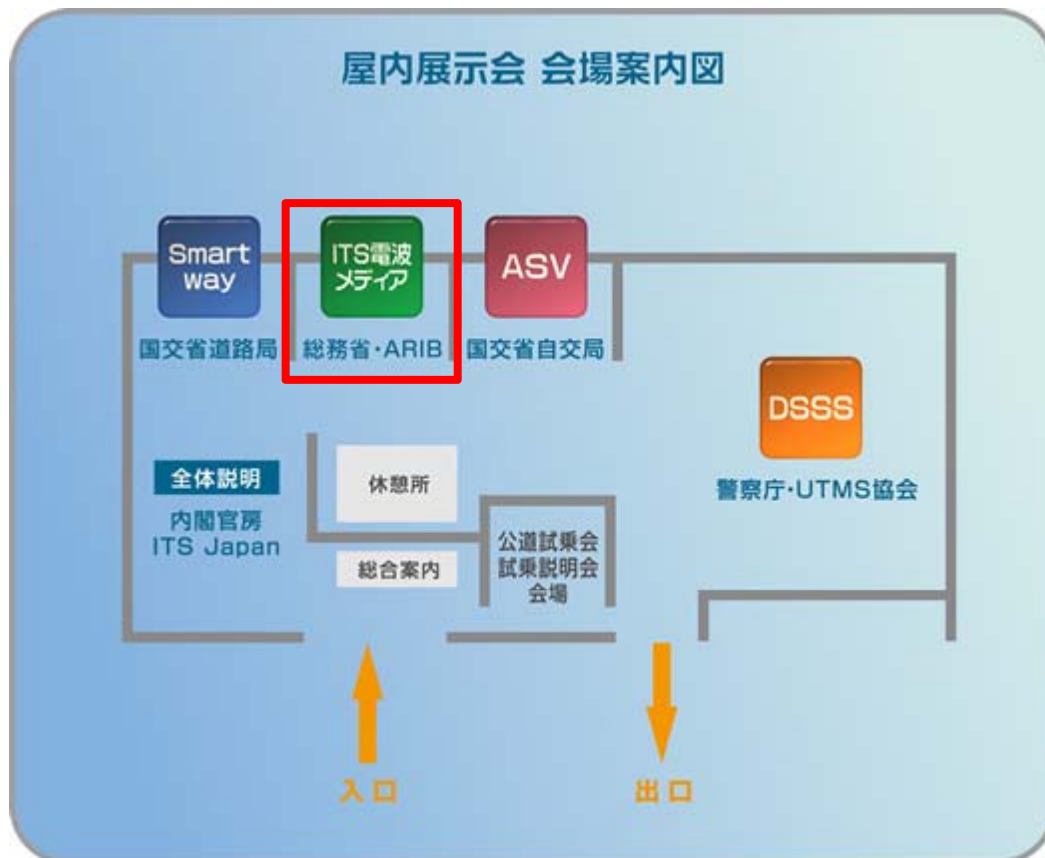 屋内展示会 会場案内図
Smart
way
国交省道路局
ITS電波
メディア
総務省・ARIB
ASV
国交省自交局
DSSS
警察庁・UTMS協会
全体説明
内閣官房
ITS Japan
休憩所
総合案内
公道試乗会
試乗説明会
会場
入口
出口